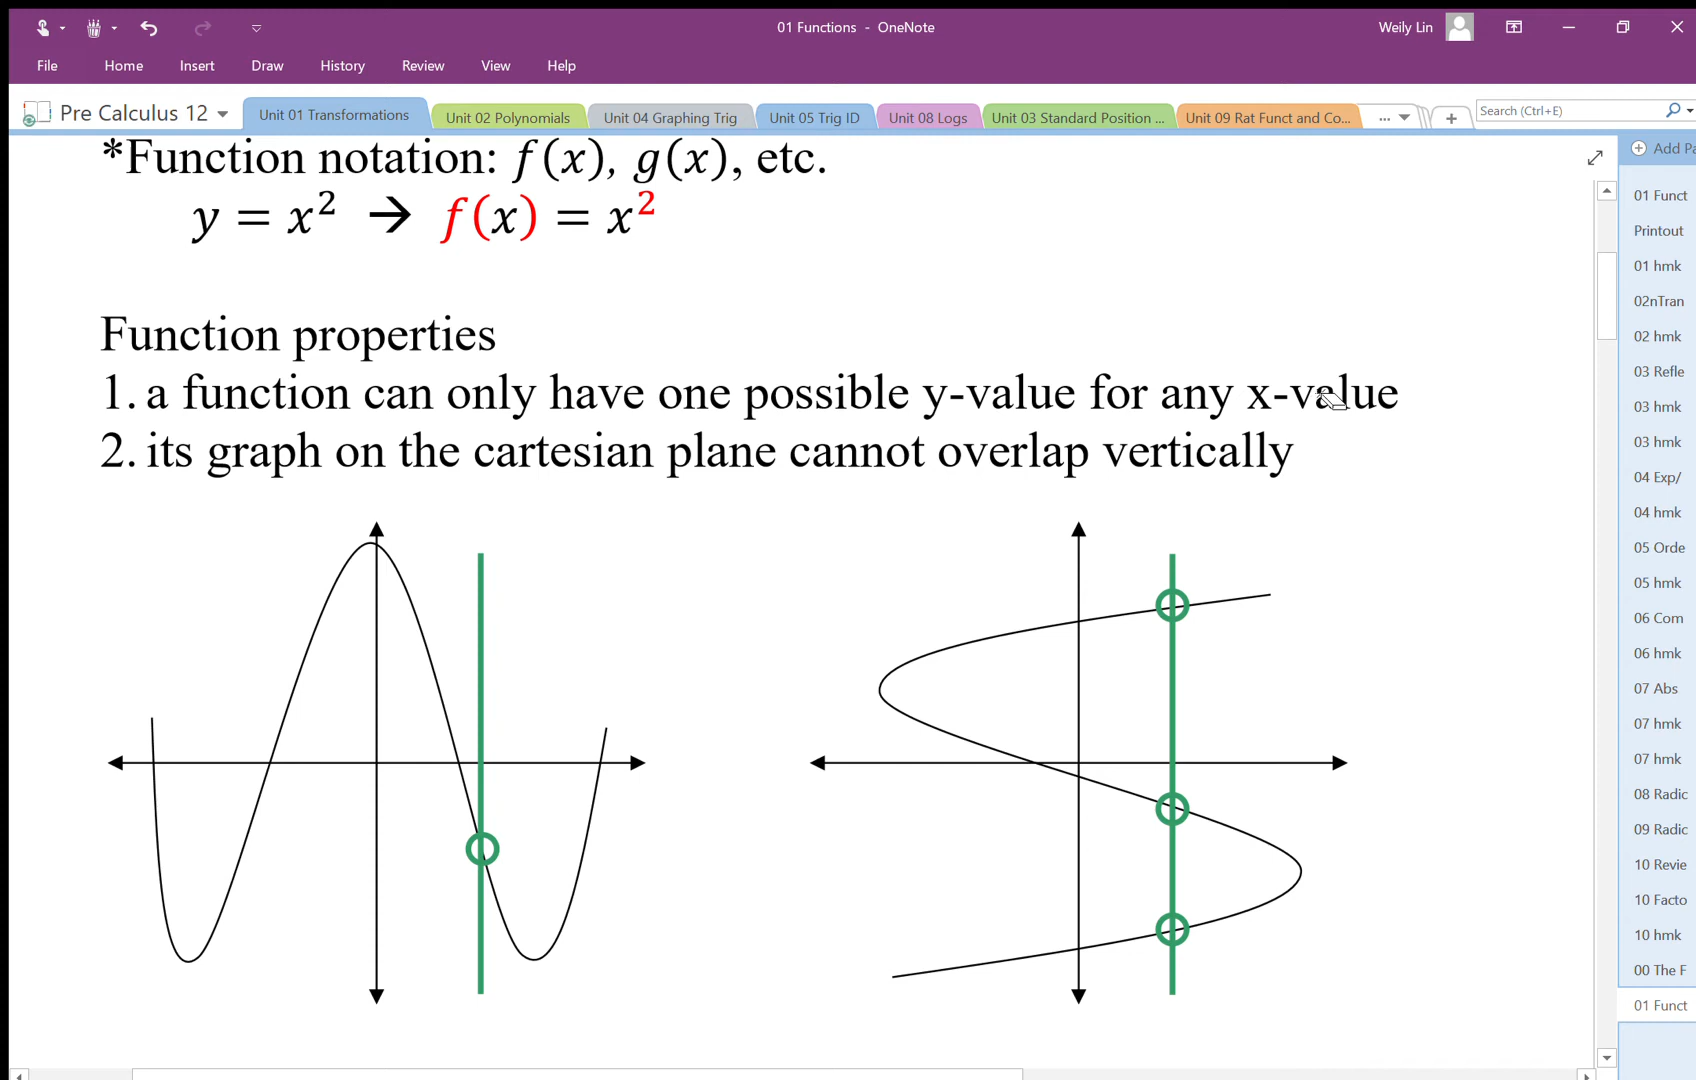 01 Functions - OneNote
Weily Lin
File Home Insert Draw History Review View Help
Pre Calculus 12
Unit 01 Transformations
Unit 02 Polynomials
Unit 04 Graphing Trig
Unit 05 Trig ID
Unit 08 Logs
Unit 03 Standard Position ...
Unit 09 Rat Funct and Co...
...
Search (Ctrl+E)
*Function notation: f(x), g(x), etc.
y = x² → f(x) = x²
Function properties
1. a function can only have one possible y-value for any x-value
2. its graph on the cartesian plane cannot overlap vertically
Add Pa
01 Funct
Printout
01 hmk
02nTran
02 hmk
03 Refle
03 hmk
03 hmk
04 Exp/
04 hmk
05 Orde
05 hmk
06 Com
06 hmk
07 Abs
07 hmk
07 hmk
08 Radic
09 Radic
10 Revie
10 Facto
10 hmk
00 The F
01 Funct